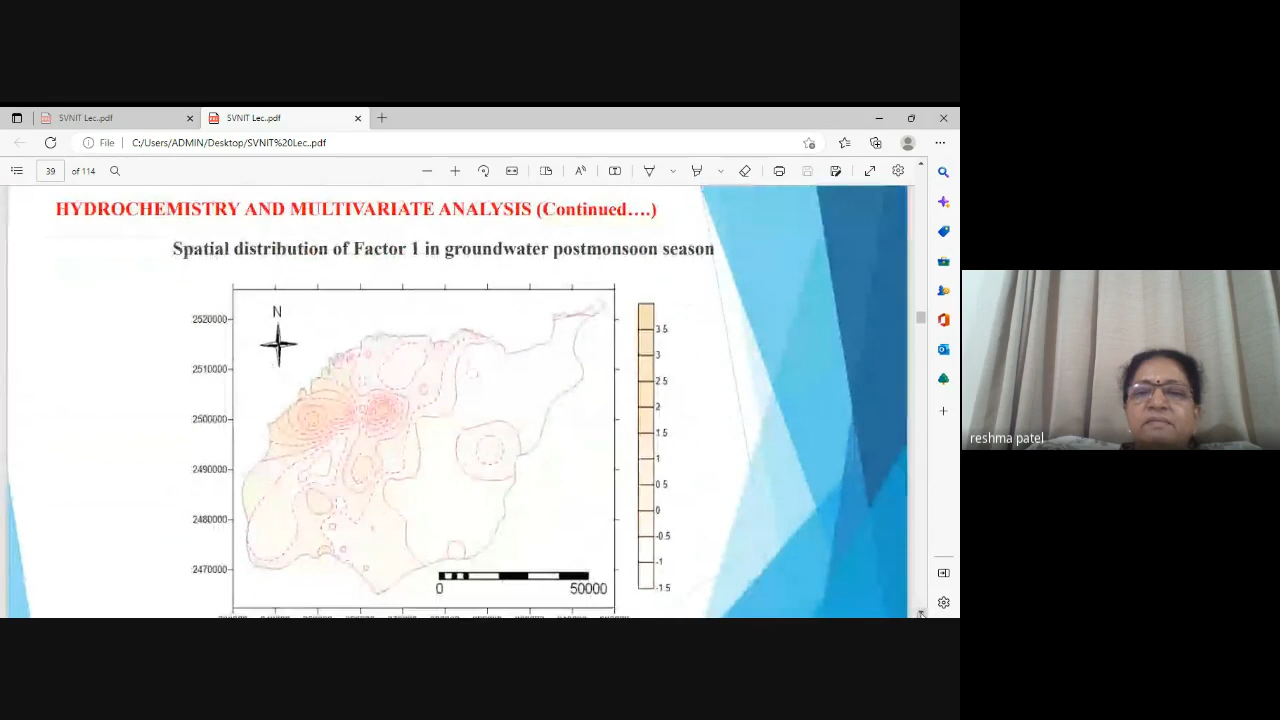 SVNIT Lec..pdf
SVNIT Lec..pdf
File
C:/Users/ADMIN/Desktop/SVNIT%20Lec..pdf
39 of 114
HYDROCHEMISTRY AND MULTIVARIATE ANALYSIS (Continued….)
Spatial distribution of Factor 1 in groundwater postmonsoon season
N
2520000
2510000
2500000
2490000
2480000
2470000
3.5
3
2.5
2
1.5
1
0.5
0
-0.5
-1
-1.5
0 50000
reshma patel